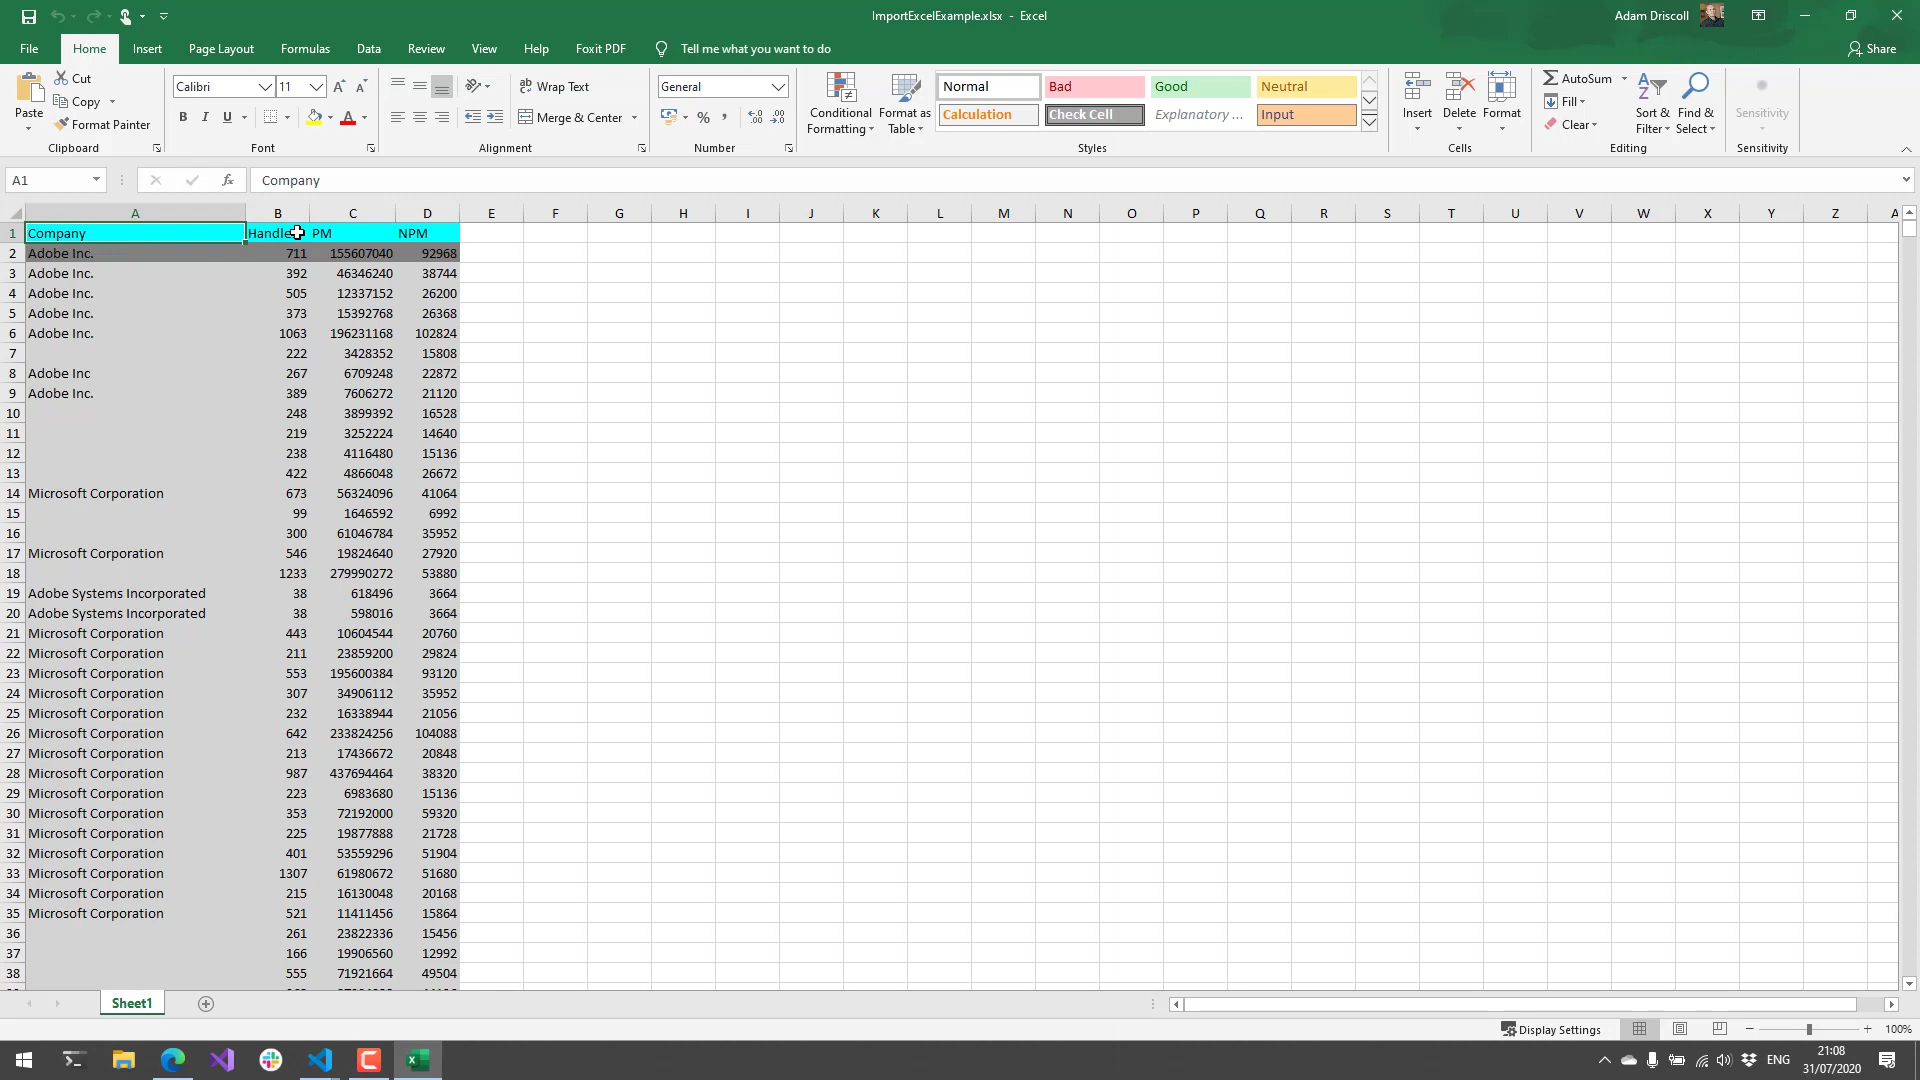 ImportExcelExample.xlsx - Excel
Adam Driscoll
File Home Insert Page Layout Formulas Data Review View Help Foxit PDF Tell me what you want to do Share
Paste
Cut
Copy
Format Painter
Clipboard
Calibri 11
B I U
Font
Wrap Text
Merge & Center
Alignment
General
%
Number
Conditional Formatting
Format as Table
Normal Bad Good Neutral
Calculation Check Cell Explanatory ... Input
Styles
Insert Delete Format
Cells
AutoSum
Fill
Clear
Sort & Filter
Find & Select
Editing
Sensitivity
Sensitivity
A1 fx Company
A B C D E F G H I J K L M N O P Q R S T U V W X Y Z
1 Company Handle PM NPM
2 Adobe Inc. 711 155607040 92968
3 Adobe Inc. 392 46346240 38744
4 Adobe Inc. 505 12337152 26200
5 Adobe Inc. 373 15392768 26368
6 Adobe Inc. 1063 196231168 102824
7 222 3428352 15808
8 Adobe Inc 267 6709248 22872
9 Adobe Inc. 389 7606272 21120
10 248 3899392 16528
11 219 3252224 14640
12 238 4116480 15136
13 422 4866048 26672
14 Microsoft Corporation 673 56324096 41064
15 99 1646592 6992
16 300 61046784 35952
17 Microsoft Corporation 546 19824640 27920
18 1233 279990272 53880
19 Adobe Systems Incorporated 38 618496 3664
20 Adobe Systems Incorporated 38 598016 3664
21 Microsoft Corporation 443 10604544 20760
22 Microsoft Corporation 211 23859200 29824
23 Microsoft Corporation 553 195600384 93120
24 Microsoft Corporation 307 34906112 35952
25 Microsoft Corporation 232 16338944 21056
26 Microsoft Corporation 642 233824256 104088
27 Microsoft Corporation 213 17436672 20848
28 Microsoft Corporation 987 437694464 38320
29 Microsoft Corporation 223 6983680 15136
30 Microsoft Corporation 353 72192000 59320
31 Microsoft Corporation 225 19877888 21728
32 Microsoft Corporation 401 53559296 51904
33 Microsoft Corporation 1307 61980672 51680
34 Microsoft Corporation 215 16130048 20168
35 Microsoft Corporation 521 11411456 15864
36 261 23822336 15456
37 166 19906560 12992
38 555 71921664 49504
Sheet1
Display Settings 100%
ENG
21:08
31/07/2020